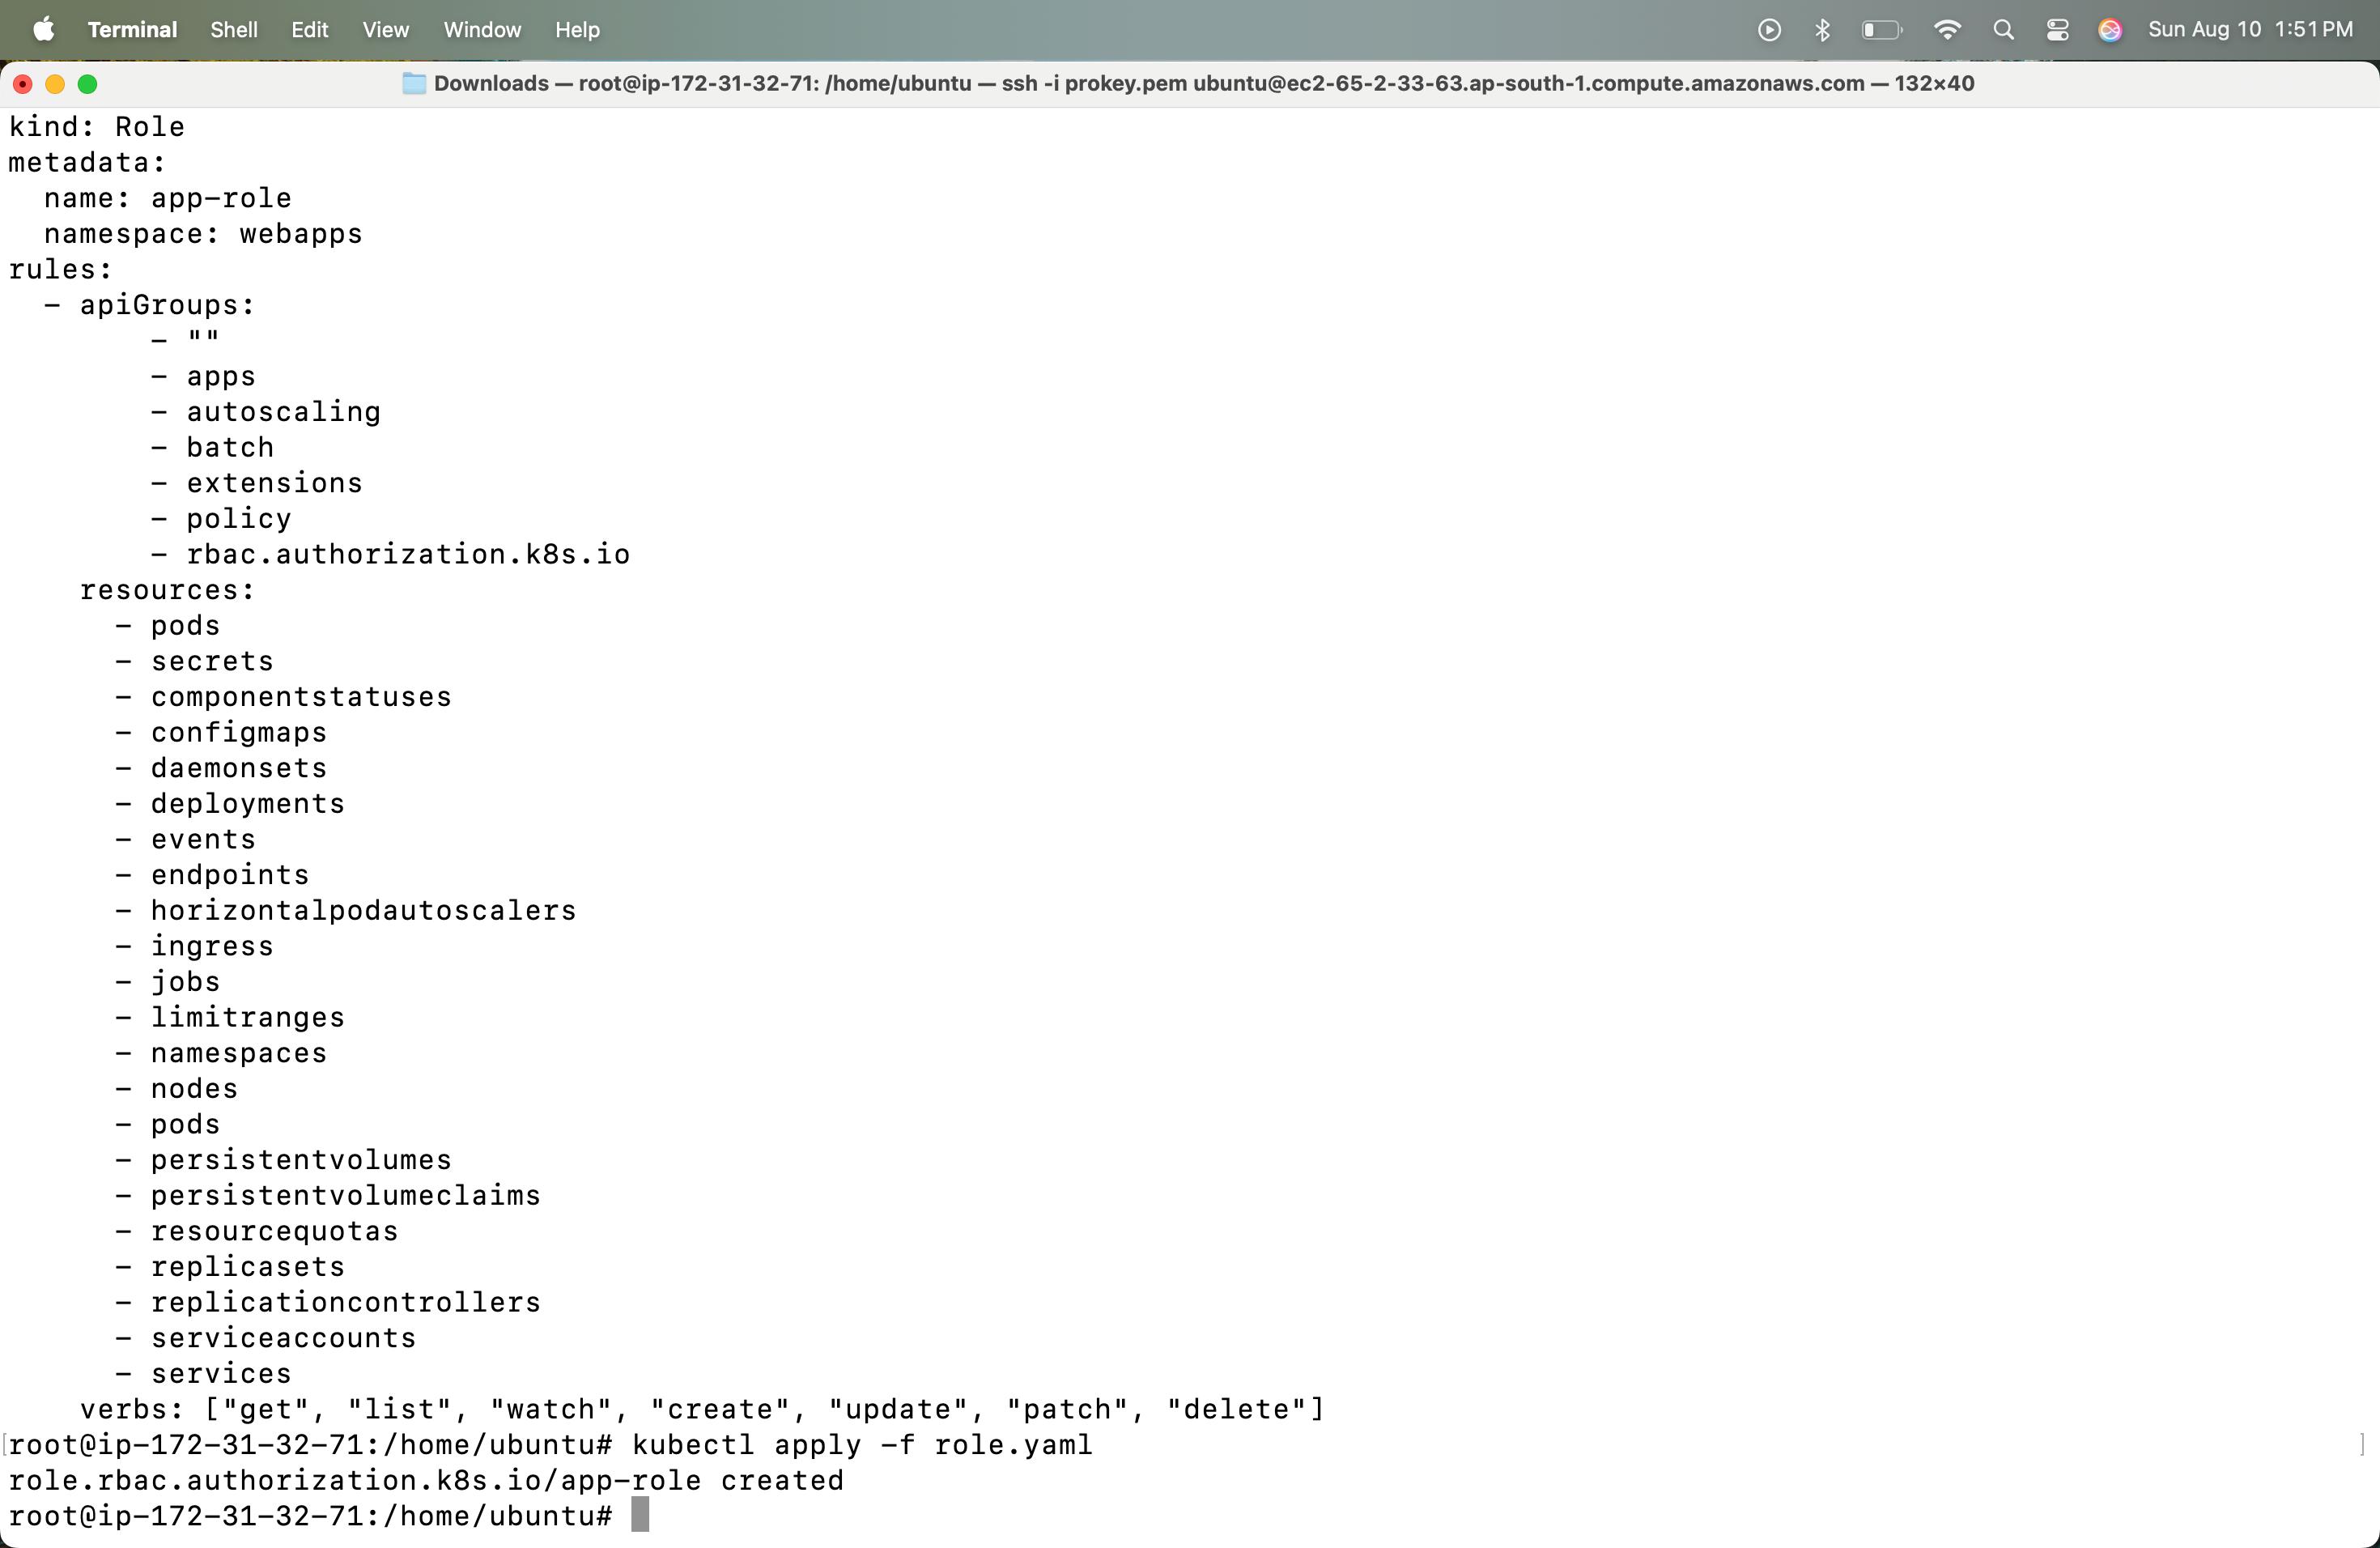 Terminal Shell Edit View Window Help Sun Aug 10 1:51 PM
Downloads — root@ip-172-31-32-71: /home/ubuntu — ssh -i prokey.pem ubuntu@ec2-65-2-33-63.ap-south-1.compute.amazonaws.com — 132×40
kind: Role
metadata:
  name: app-role
  namespace: webapps
rules:
  - apiGroups:
        - ""
        - apps
        - autoscaling
        - batch
        - extensions
        - policy
        - rbac.authorization.k8s.io
    resources:
      - pods
      - secrets
      - componentstatuses
      - configmaps
      - daemonsets
      - deployments
      - events
      - endpoints
      - horizontalpodautoscalers
      - ingress
      - jobs
      - limitranges
      - namespaces
      - nodes
      - pods
      - persistentvolumes
      - persistentvolumeclaims
      - resourcequotas
      - replicasets
      - replicationcontrollers
      - serviceaccounts
      - services
    verbs: ["get", "list", "watch", "create", "update", "patch", "delete"]
[root@ip-172-31-32-71:/home/ubuntu# kubectl apply -f role.yaml ]
role.rbac.authorization.k8s.io/app-role created
root@ip-172-31-32-71:/home/ubuntu#